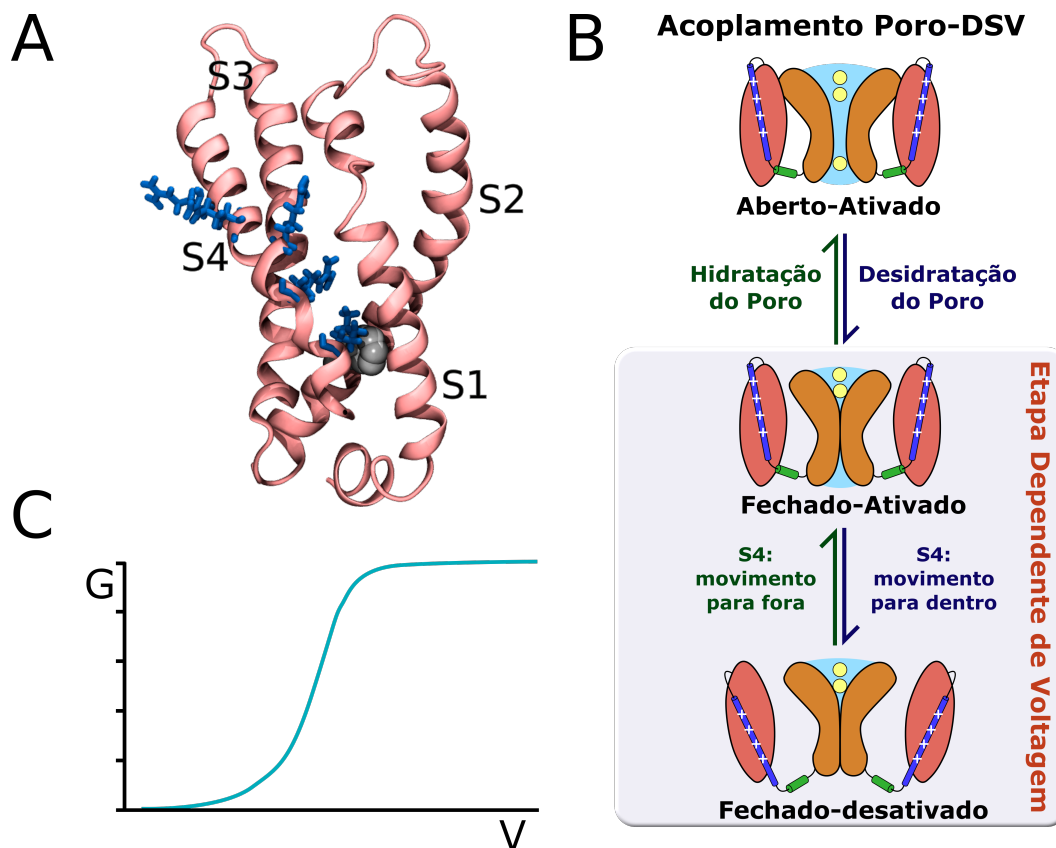 A
S3
S2
S4
S1
B
Acoplamento Poro-DSV
++++
++++
Aberto-Ativado
Hidratação
do Poro
Desidratação
do Poro
++++
++++
Fechado-Ativado
S4:
movimento
para fora
S4:
movimento
para dentro
++++
++++
Fechado-desativado
Etapa Dependente de Voltagem
C
G
V